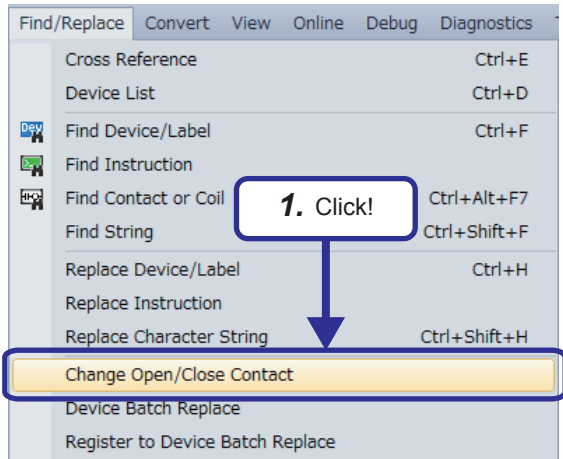 Find/Replace Convert View Online Debug Diagnostics
Cross Reference Ctrl+E
Device List Ctrl+D
Dev
Find Device/Label Ctrl+F
Find Instruction
Find Contact or Coil Ctrl+Alt+F7
1. Click!
Find String Ctrl+Shift+F
Replace Device/Label Ctrl+H
Replace Instruction
Replace Character String Ctrl+Shift+H
Change Open/Close Contact
Device Batch Replace
Register to Device Batch Replace